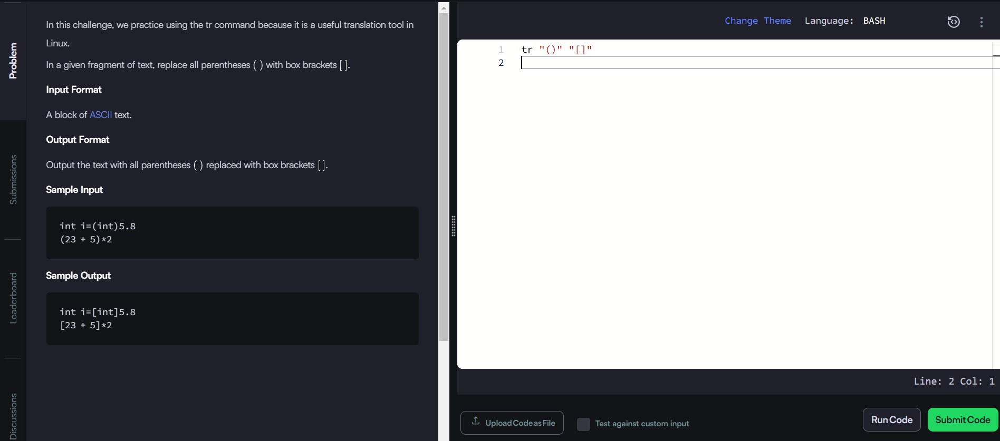 Problem
Submissions
Leaderboard
Discussions
In this challenge, we practice using the tr command because it is a useful translation tool in
Linux.
In a given fragment of text, replace all parentheses ( ) with box brackets [ ].
Input Format
A block of ASCII text.
Output Format
Output the text with all parentheses ( ) replaced with box brackets [ ].
Sample Input
int i=(int)5.8
(23 + 5)*2
Sample Output
int i=[int]5.8
[23 + 5]*2
Change Theme Language: BASH
1 tr "()" "[]"
2
Line: 2 Col: 1
Upload Code as File
Test against custom input
Run Code
Submit Code